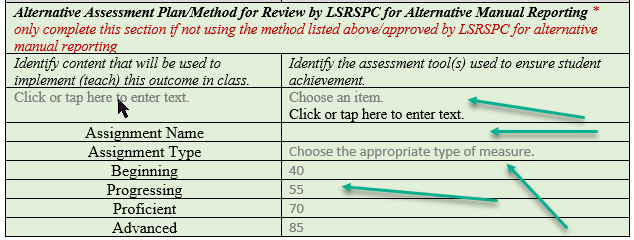 Alternative Assessment Plan/Method for Review by LSRSPC for Alternative Manual Reporting *
only complete this section if not using the method listed above/approved by LSRSPC for alternative
manual reporting
Identify content that will be used to
implement (teach) this outcome in class.
Identify the assessment tool(s) used to ensure student
achievement.
Click or tap here to enter text.
Choose an item.
Click or tap here to enter text.
Assignment Name
Assignment Type
Choose the appropriate type of measure.
Beginning
40
Progressing
55
Proficient
70
Advanced
85